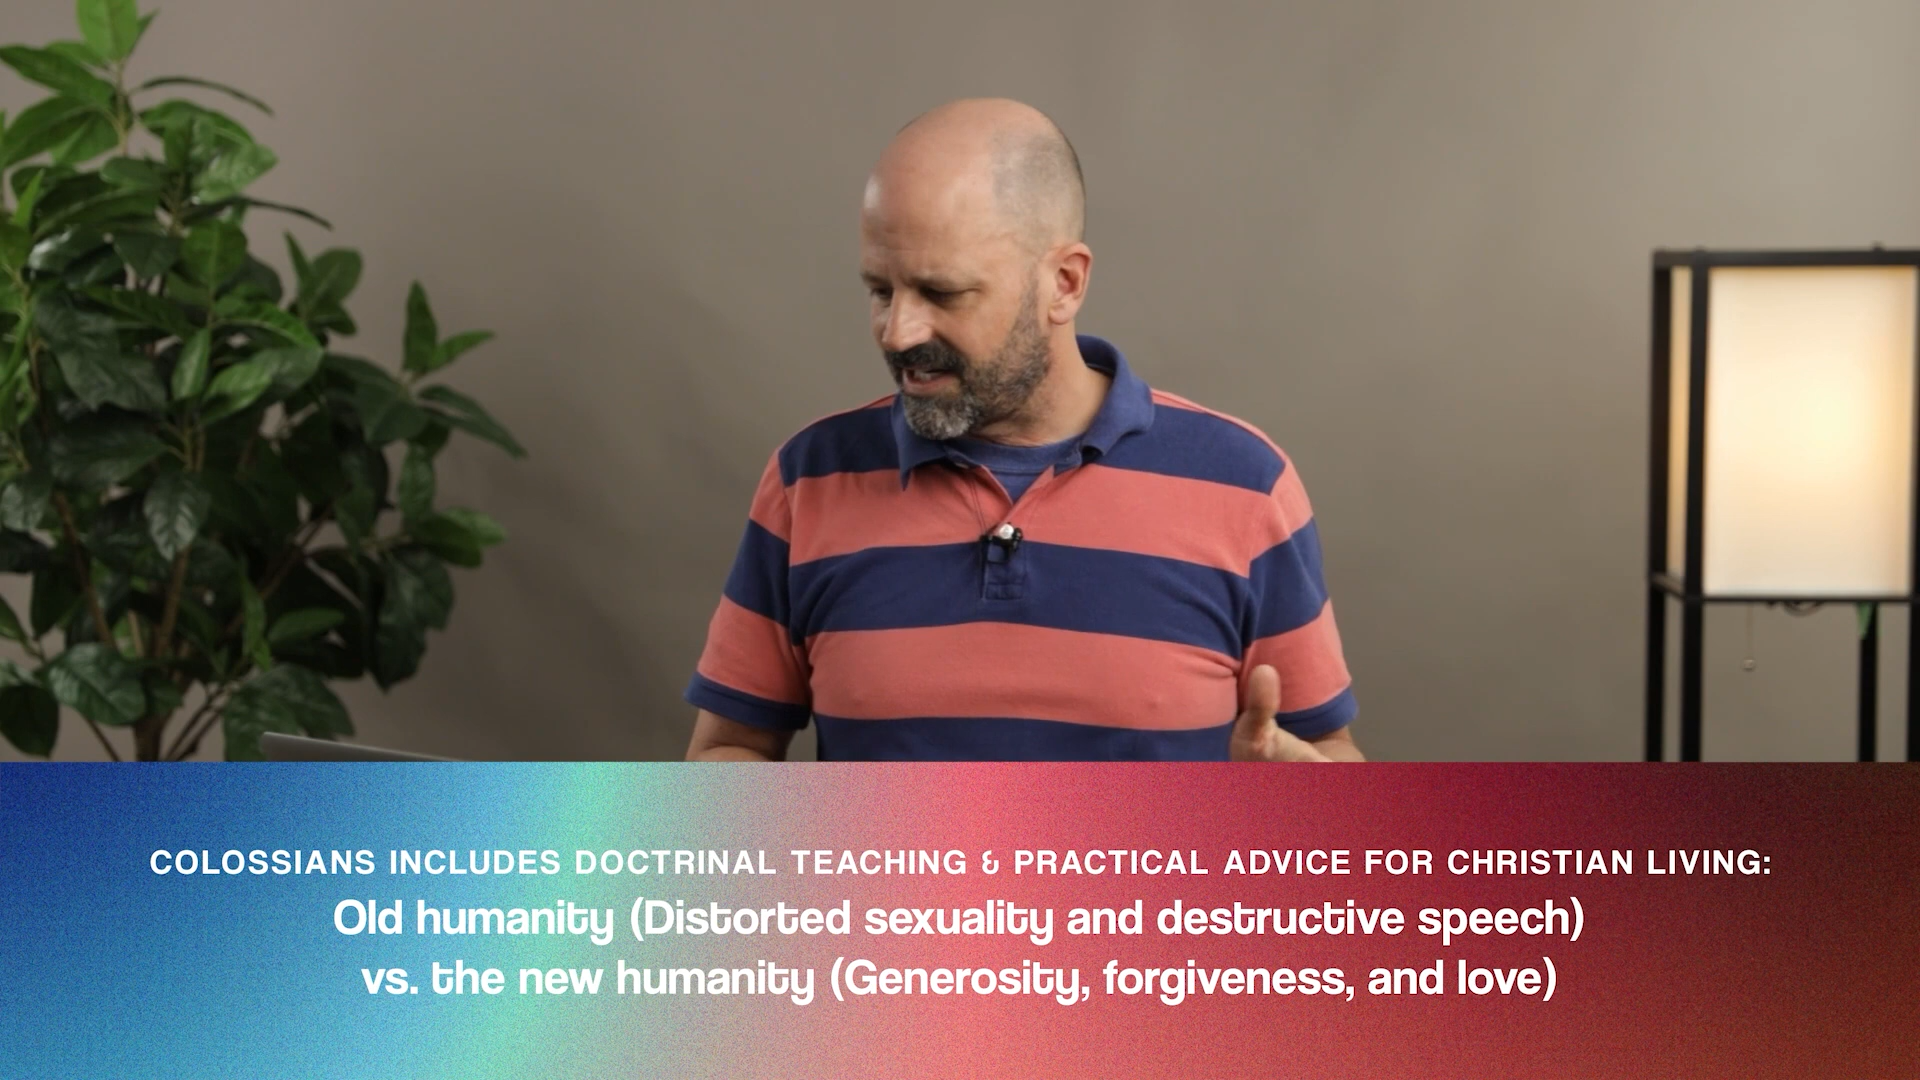 COLOSSIANS INCLUDES DOCTRINAL TEACHING & PRACTICAL ADVICE FOR CHRISTIAN LIVING:
Old humanity (Distorted sexuality and destructive speech)
vs. the new humanity (Generosity, forgiveness, and love)